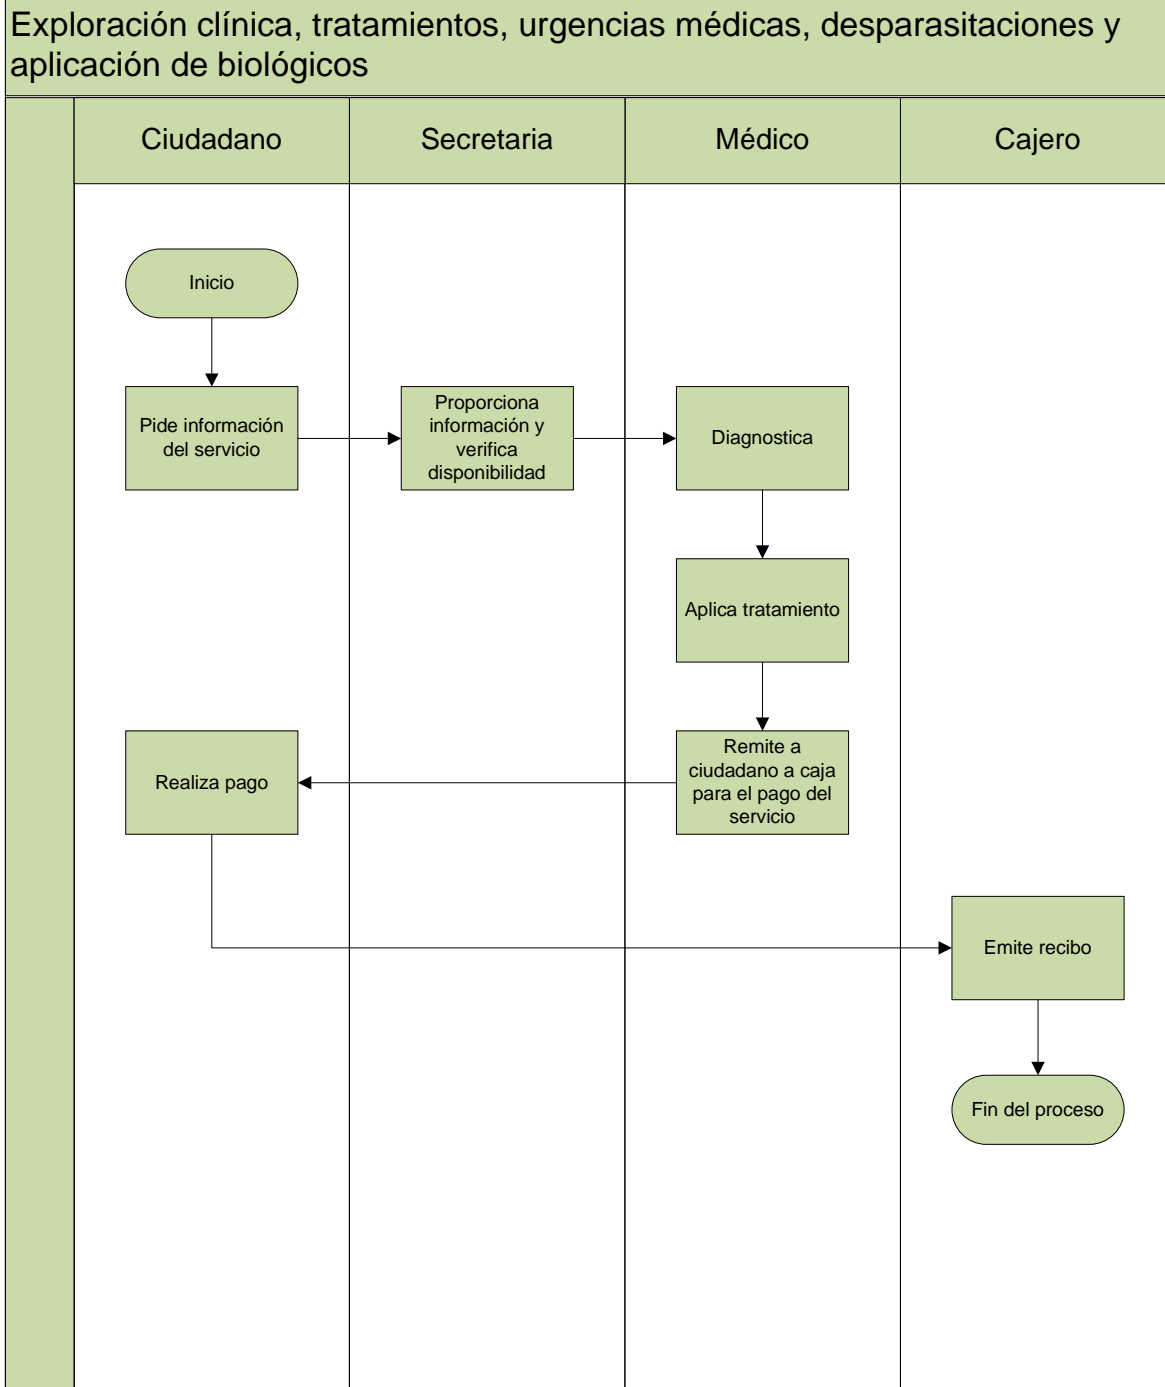 Exploración clínica, tratamientos, urgencias médicas, desparasitaciones y
aplicación de biológicos
Ciudadano
Secretaria
Médico
Cajero
Inicio
Pide información
del servicio
Proporciona
información y
verifica
disponibilidad
Diagnostica
Aplica tratamiento
Realiza pago
Remite a
ciudadano a caja
para el pago del
servicio
Emite recibo
Fin del proceso